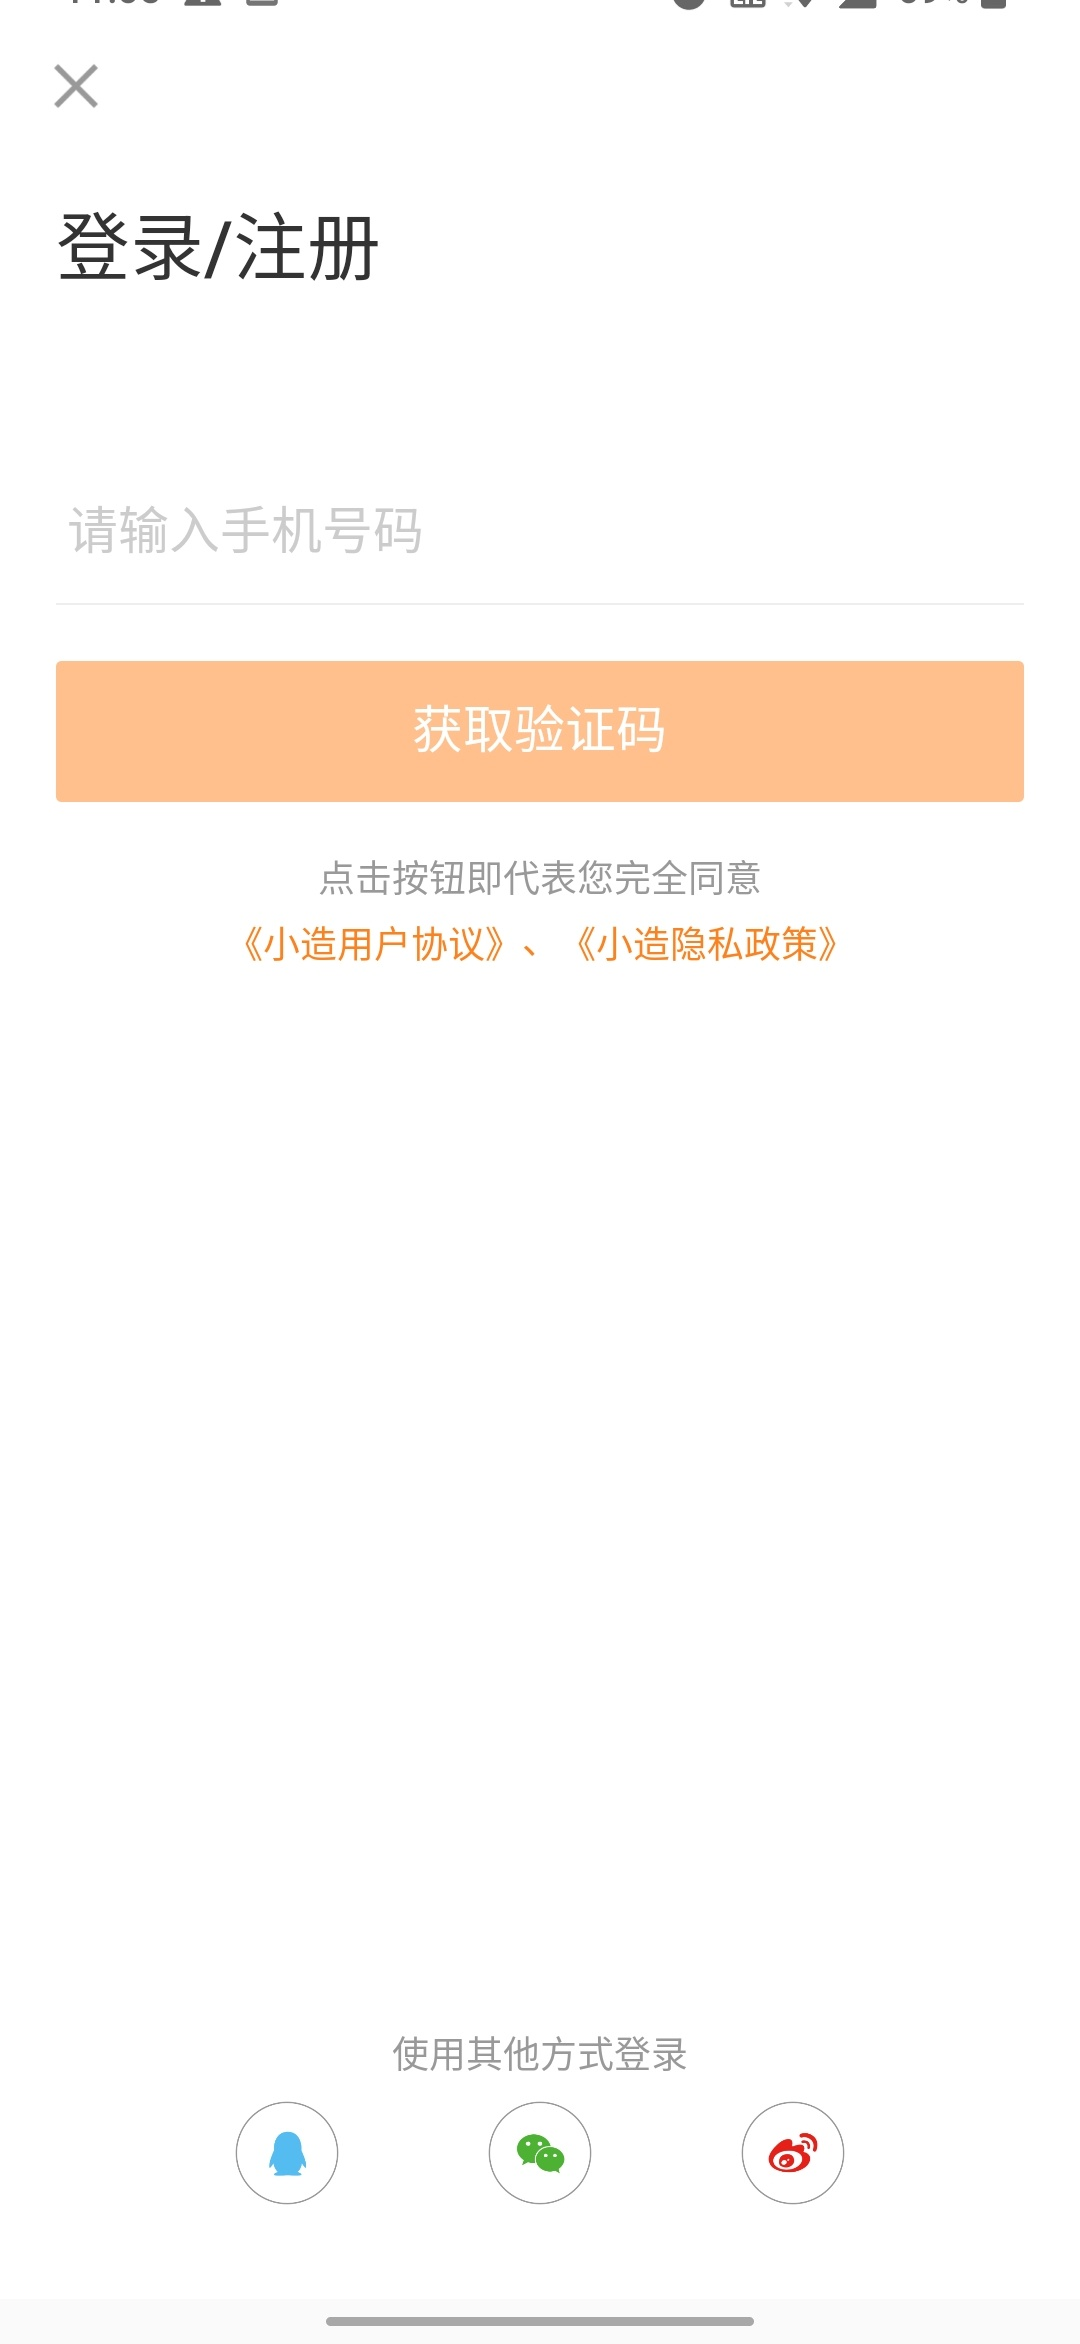 登录/注册
请输入手机号码
获取验证码
点击按钮即代表您完全同意
《小造用户协议》、《小造隐私政策》
使用其他方式登录